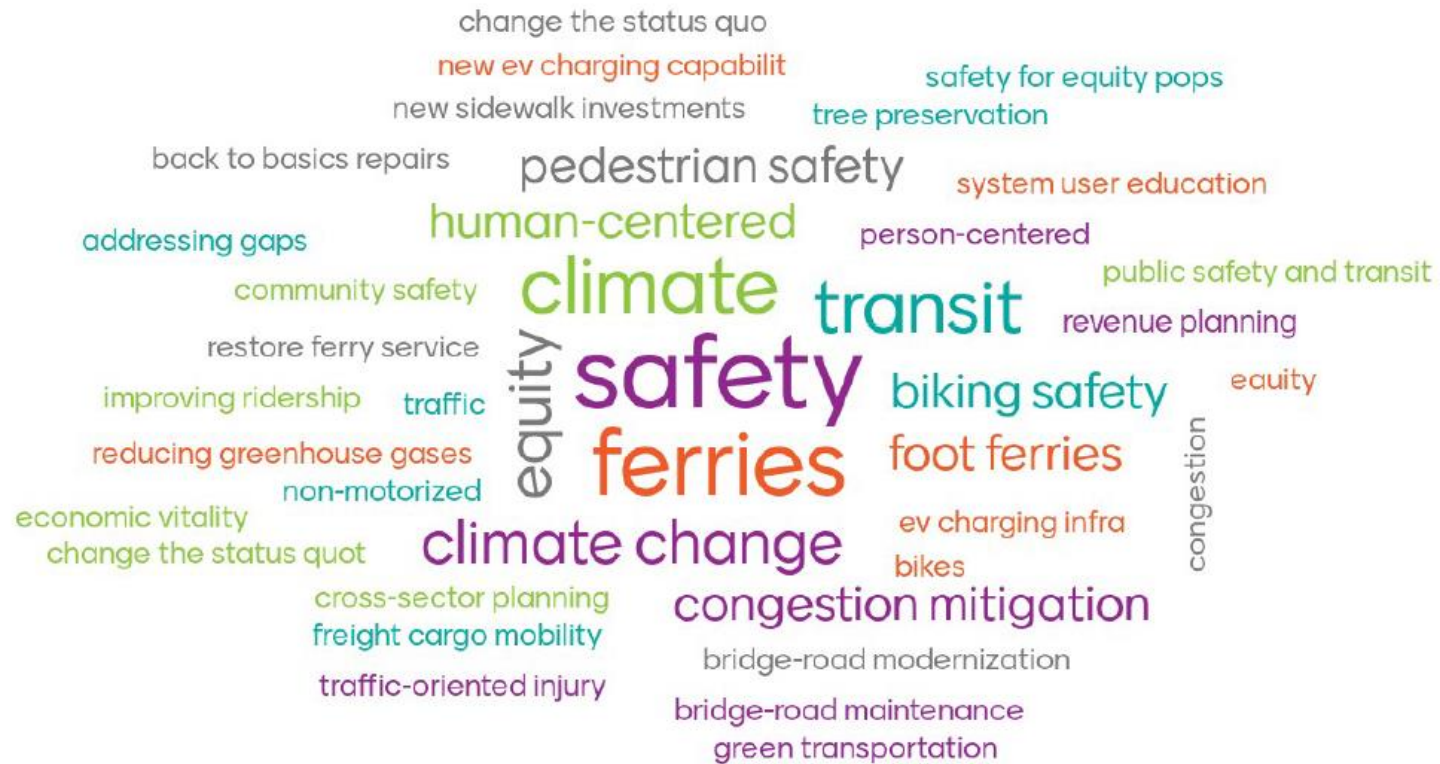 change the status quo
new ev charging capabilit
safety for equity pops
new sidewalk investments
tree preservation
back to basics repairs
pedestrian safety
system user education
human-centered
person-centered
addressing gaps
climate
public safety and transit
community safety
transit
revenue planning
restore ferry service
equity
safety
biking safety
eauity
improving ridership
traffic
reducing greenhouse gases
ferries
foot ferries
congestion
non-motorized
economic vitality
climate change
ev charging infra
change the status quot
bikes
cross-sector planning
congestion mitigation
freight cargo mobility
bridge-road modernization
traffic-oriented injury
bridge-road maintenance
green transportation